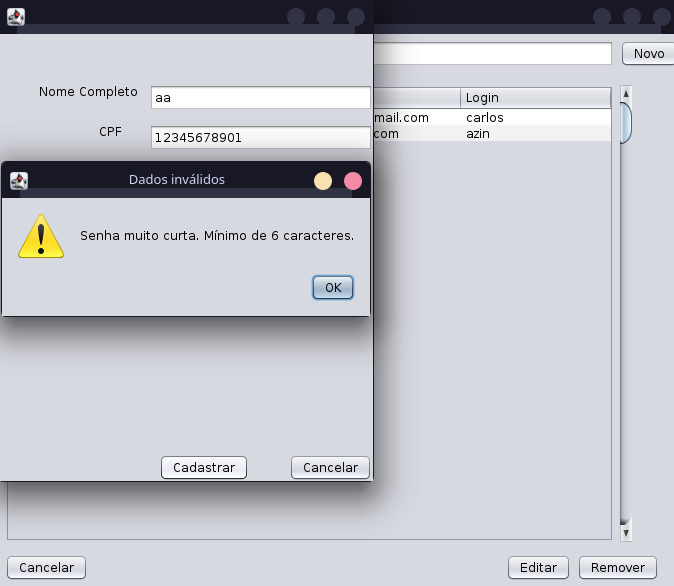 Novo
Nome Completo aa
CPF 12345678901
Login
mail.com carlos
com azin
Dados inválidos
Senha muito curta. Mínimo de 6 caracteres.
OK
Cadastrar Cancelar
Cancelar Editar Remover